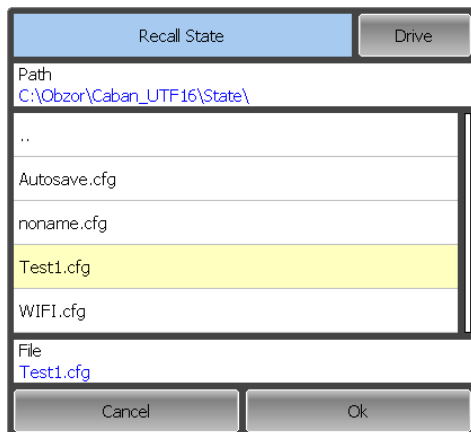 Recall State
Drive
Path
C:\Obzor\Caban_UTF16\State\
..
Autosave.cfg
noname.cfg
Test1.cfg
WIFI.cfg
File
Test1.cfg
Cancel
Ok